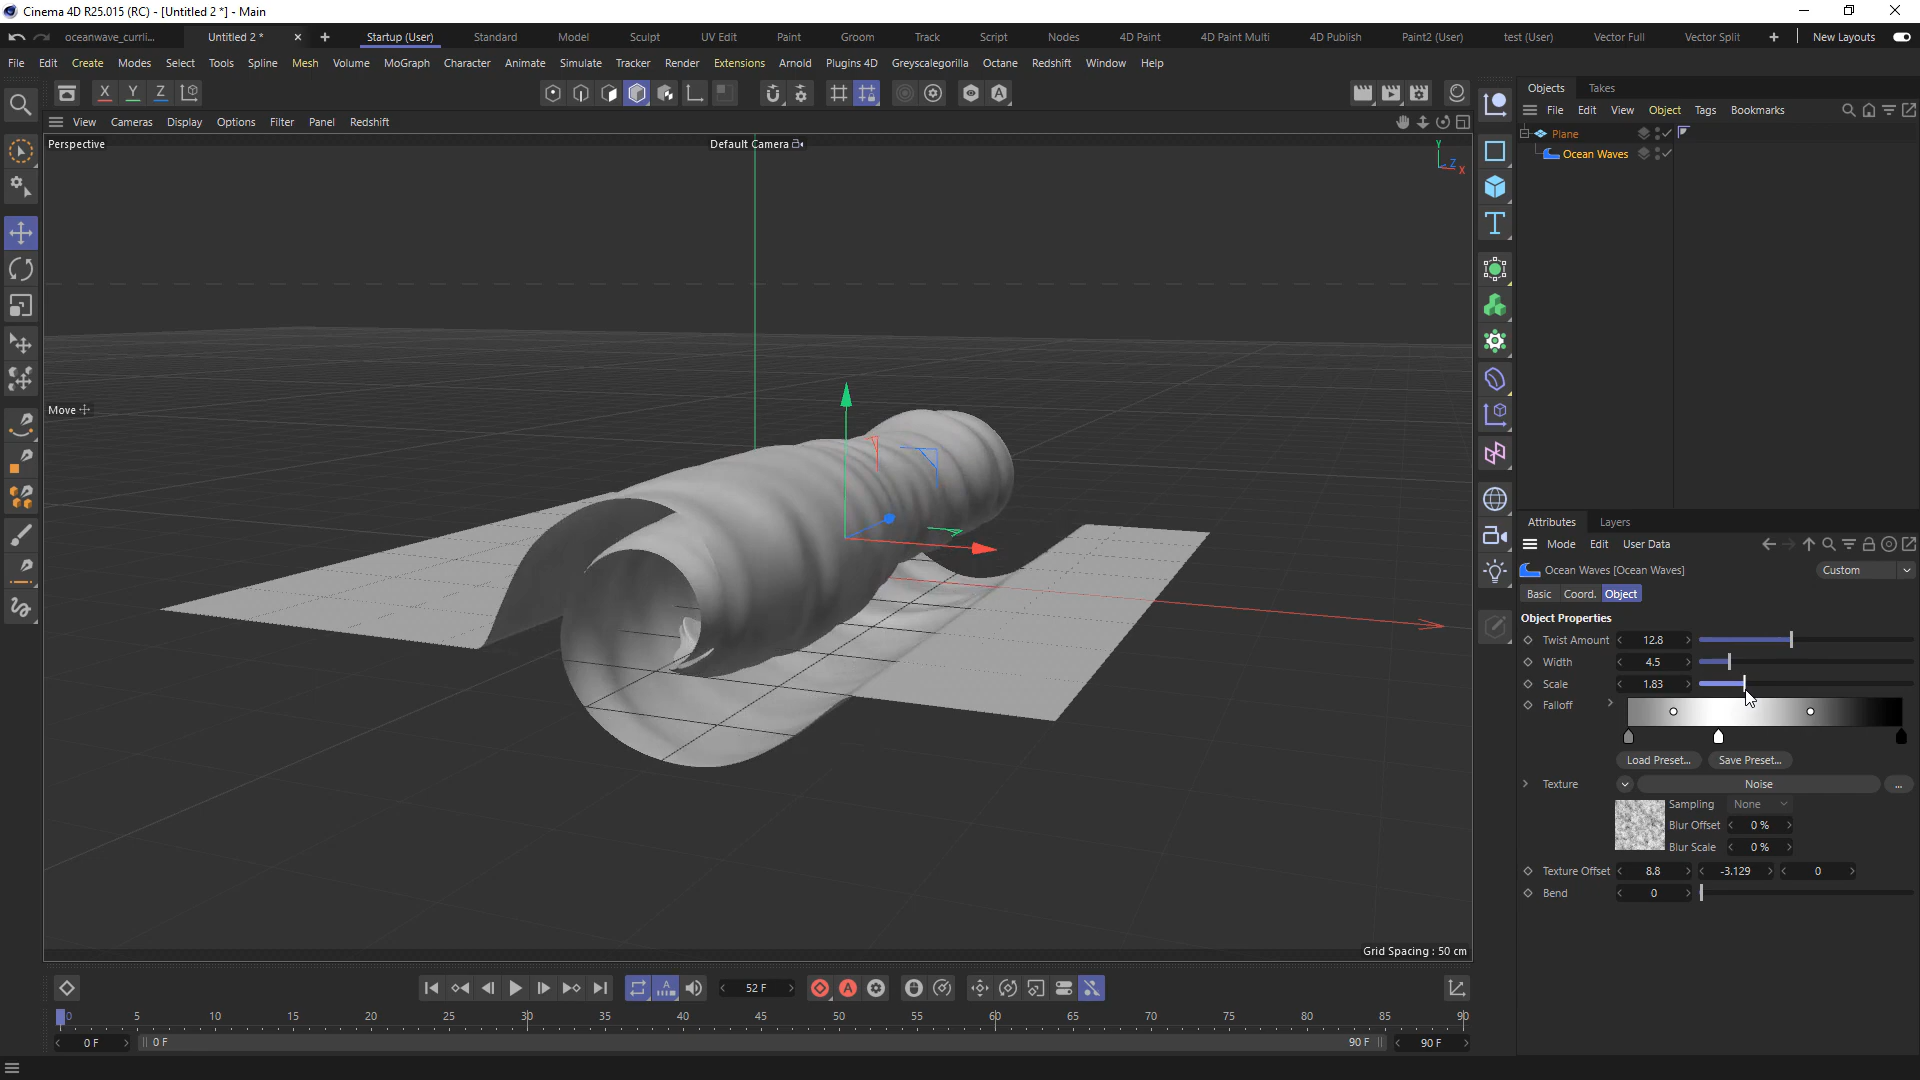 Cinema 4D R25.015 (RC) - [Untitled 2 *] - Main
oceanwave_currli... Untitled 2 * Startup (User) Standard Model Sculpt UV Edit Paint Groom Track Script Nodes 4D Paint 4D Paint Multi 4D Publish Paint2 (User) test (User) Vector Full Vector Split New Layouts
File Edit Create Modes Select Tools Spline Mesh Volume MoGraph Character Animate Simulate Tracker Render Extensions Arnold Plugins 4D Greyscalegorilla Octane Redshift Window Help
X Y Z
View Cameras Display Options Filter Panel Redshift
Perspective Default Camera
Y
Z
X
Move
Grid Spacing : 50 cm
Objects Takes
File Edit View Object Tags Bookmarks
Plane
Ocean Waves
Attributes Layers
Mode Edit User Data
Ocean Waves [Ocean Waves] Custom
Basic Coord. Object
Object Properties
Twist Amount 12.8
Width 4.5
Scale 1.83
Falloff
Load Preset... Save Preset...
Texture Noise ...
Sampling None
Blur Offset 0 %
Blur Scale 0 %
Texture Offset 8.8 -3.129 0
Bend 0
52 F
0 5 10 15 20 25 30 35 40 45 50 55 60 65 70 75 80 85 90
0 F 0 F 90 F 90 F